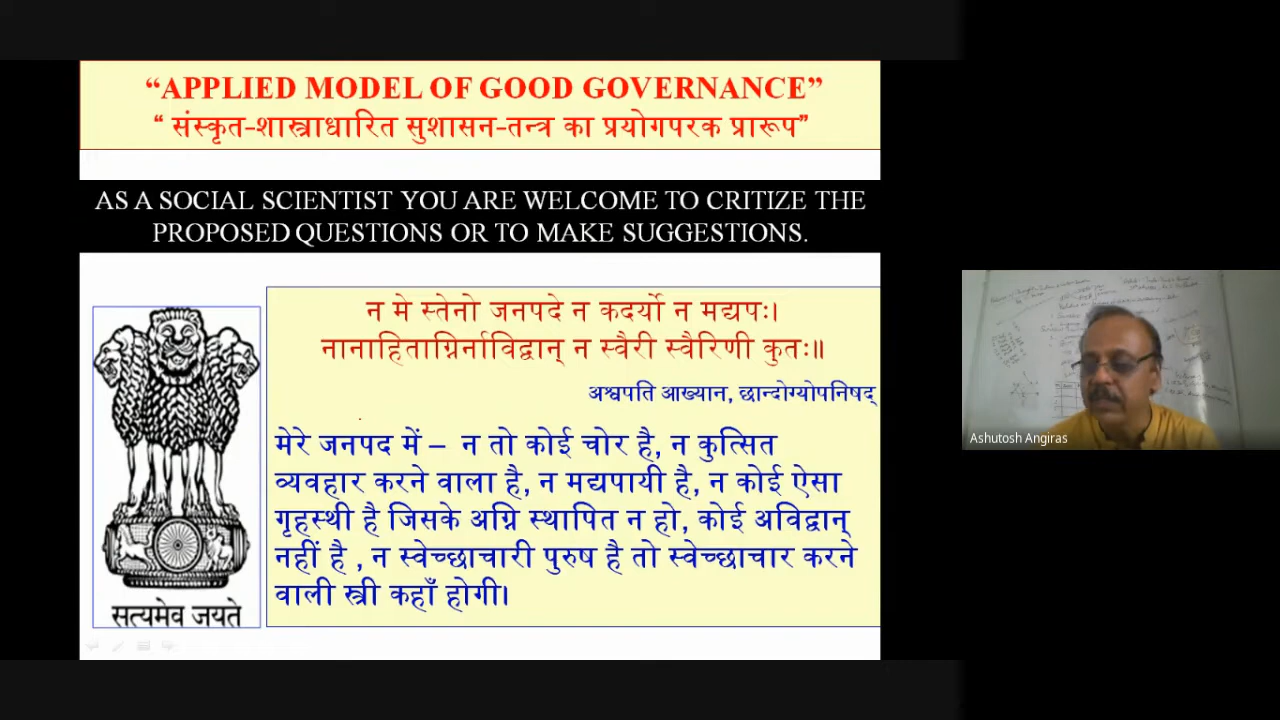 “APPLIED MODEL OF GOOD GOVERNANCE”
“ संस्कृत-शास्त्राधारित सुशासन-तन्त्र का प्रयोगपरक प्रारूप”
AS A SOCIAL SCIENTIST YOU ARE WELCOME TO CRITIZE THE
PROPOSED QUESTIONS OR TO MAKE SUGGESTIONS.
न मे स्तेनो जनपदे न कदर्यो न मद्यपः।
नानाहिताग्निर्नाविद्वान् न स्वैरी स्वैरिणी कुतः॥
अश्वपति आख्यान, छान्दोग्योपनिषद्
मेरे जनपद में – न तो कोई चोर है, न कुत्सित
व्यवहार करने वाला है, न मद्यपायी है, न कोई ऐसा
गृहस्थी है जिसके अग्नि स्थापित न हो, कोई अविद्वान्
नहीं है , न स्वेच्छाचारी पुरुष है तो स्वेच्छाचार करने
वाली स्त्री कहाँ होगी।
सत्यमेव जयते
Ashutosh Angiras